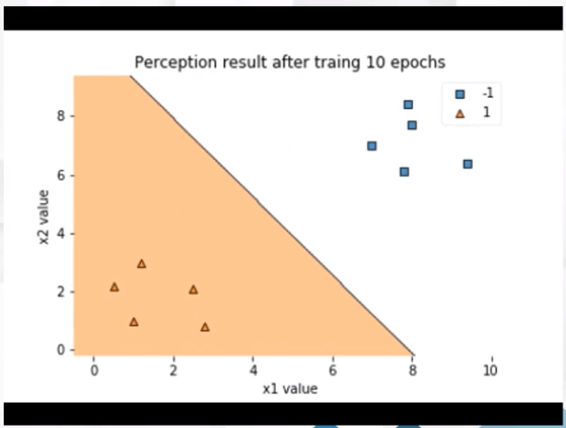 Perception result after traing 10 epochs
-1
1
8
6
4
2
0
x2 value
0 2 4 6 8 10
x1 value